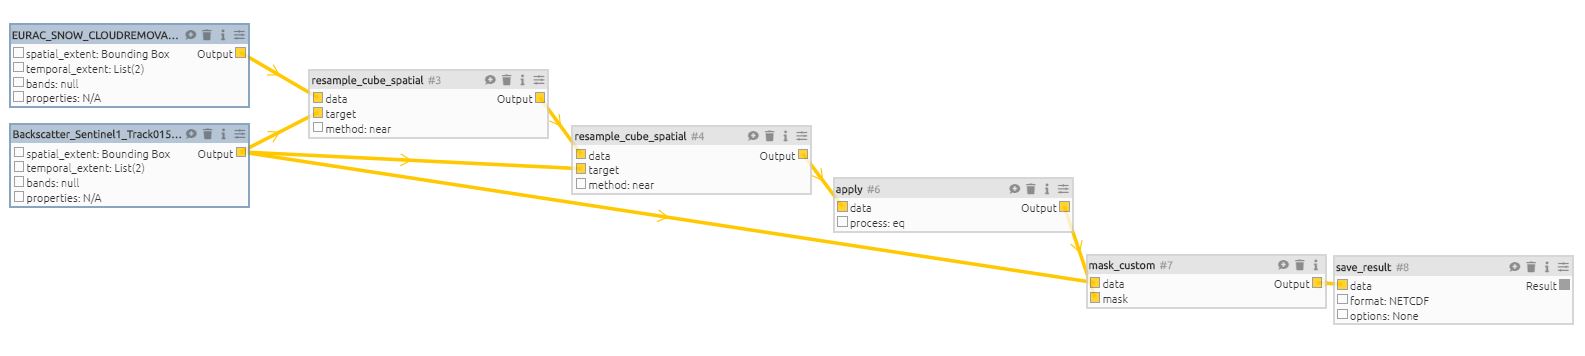 EURAC_SNOW_CLOUDREMOVA...
spatial_extent: Bounding Box Output
temporal_extent: List(2)
bands: null
properties: N/A
Backscatter_Sentinel1_Track015...
spatial_extent: Bounding Box Output
temporal_extent: List(2)
bands: null
properties: N/A
resample_cube_spatial #3
data Output
target
method: near
resample_cube_spatial #4
data Output
target
method: near
apply #6
data Output
process: eq
mask_custom #7
data Output
mask
save_result #8
data Result
format: NETCDF
options: None